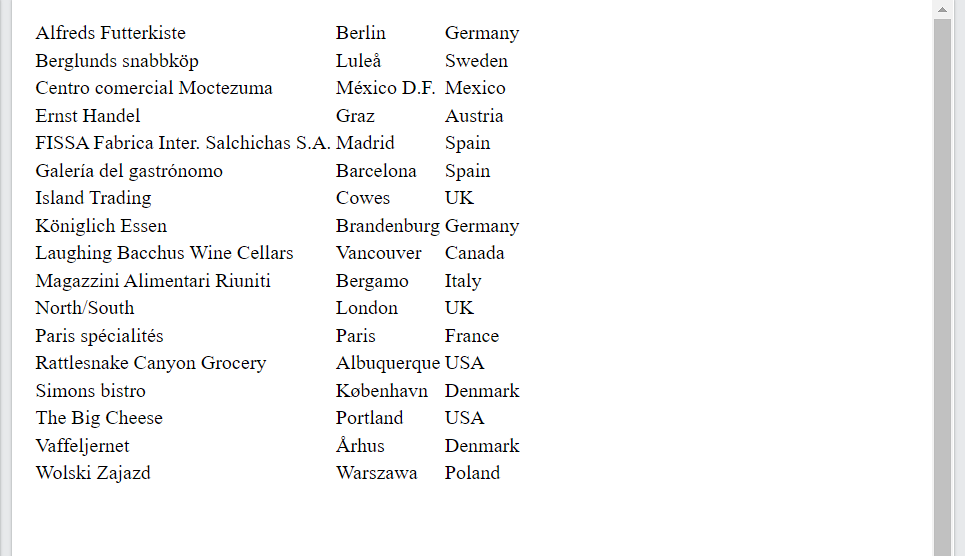 Alfreds Futterkiste Berlin Germany
Berglunds snabbköp Luleå Sweden
Centro comercial Moctezuma México D.F. Mexico
Ernst Handel Graz Austria
FISSA Fabrica Inter. Salchichas S.A. Madrid Spain
Galería del gastrónomo Barcelona Spain
Island Trading Cowes UK
Königlich Essen Brandenburg Germany
Laughing Bacchus Wine Cellars Vancouver Canada
Magazzini Alimentari Riuniti Bergamo Italy
North/South London UK
Paris spécialités Paris France
Rattlesnake Canyon Grocery Albuquerque USA
Simons bistro København Denmark
The Big Cheese Portland USA
Vaffeljernet Århus Denmark
Wolski Zajazd Warszawa Poland